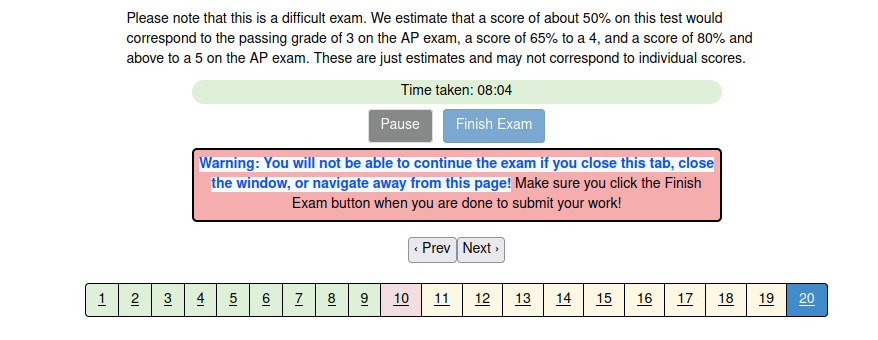 Please note that this is a difficult exam. We estimate that a score of about 50% on this test would
correspond to the passing grade of 3 on the AP exam, a score of 65% to a 4, and a score of 80% and
above to a 5 on the AP exam. These are just estimates and may not correspond to individual scores.
Time taken: 08:04
Pause Finish Exam
Warning: You will not be able to continue the exam if you close this tab, close
the window, or navigate away from this page! Make sure you click the Finish
Exam button when you are done to submit your work!
‹ Prev Next ›
1 2 3 4 5 6 7 8 9 10 11 12 13 14 15 16 17 18 19 20